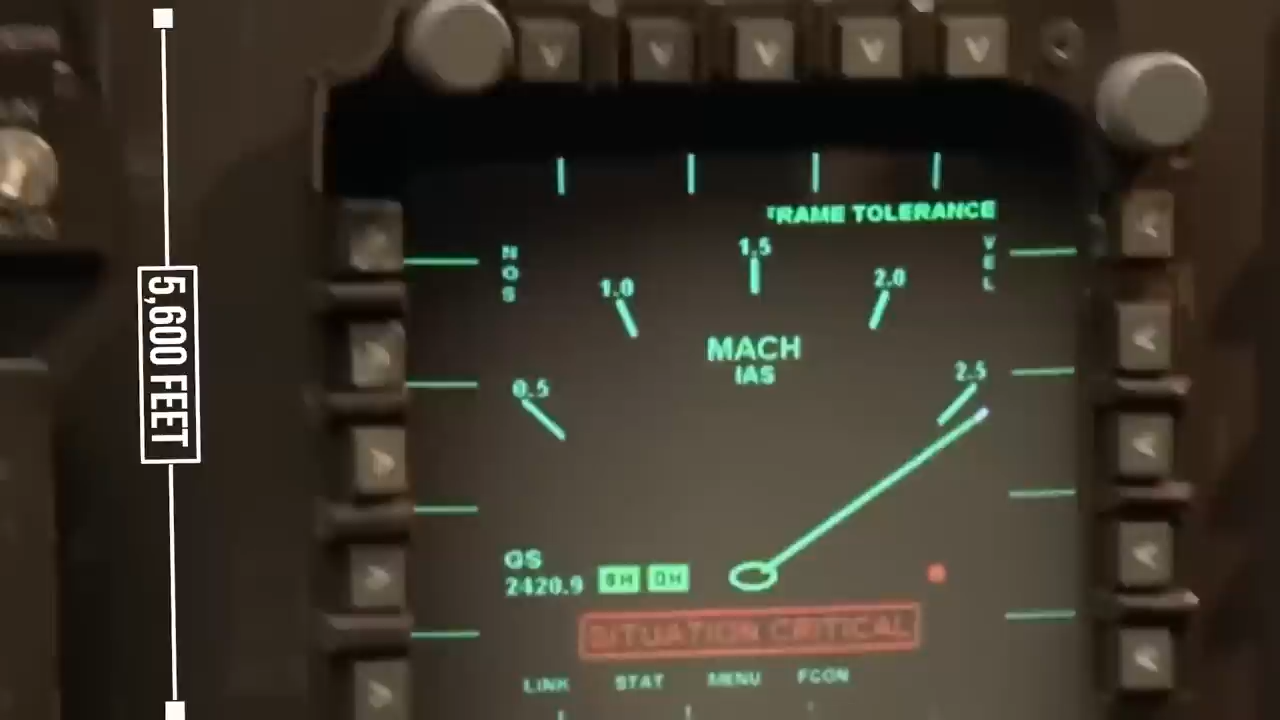 5,600 FEET
FRAME TOLERANCE
NOS
VEL
1.5
1.0
2.0
MACH
IAS
0.5
2.5
GS
2420.9
SITUATION CRITICAL
LINK STAT MENU FCON